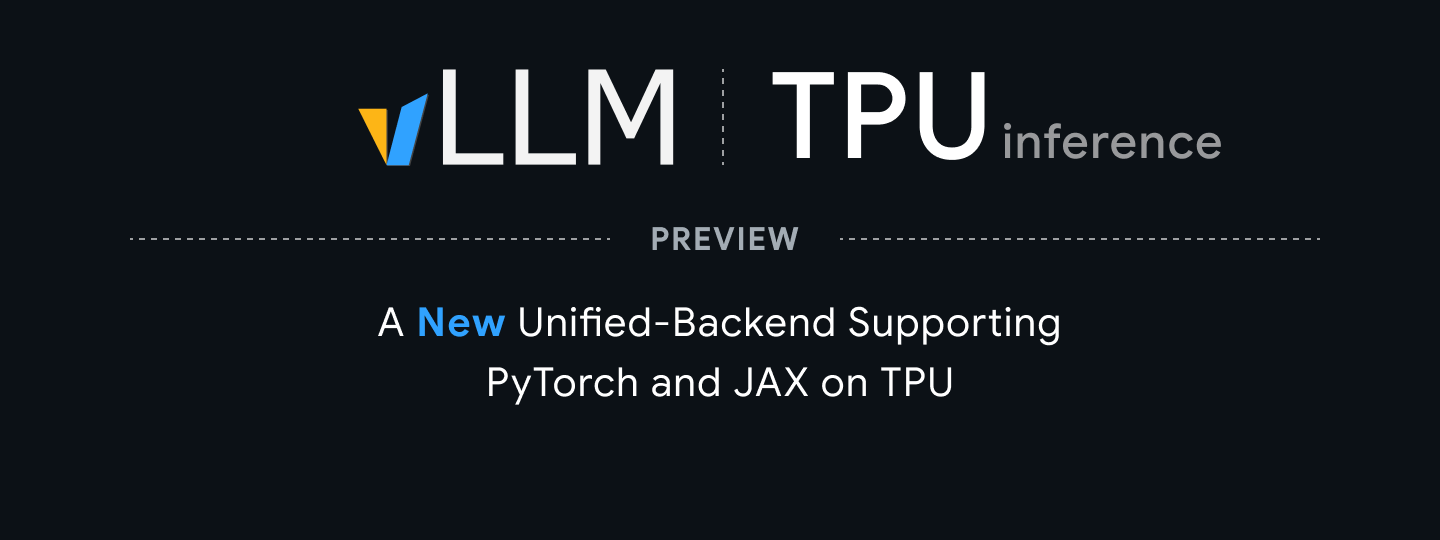 vLLM TPU inference
PREVIEW
A New Unified-Backend Supporting
PyTorch and JAX on TPU